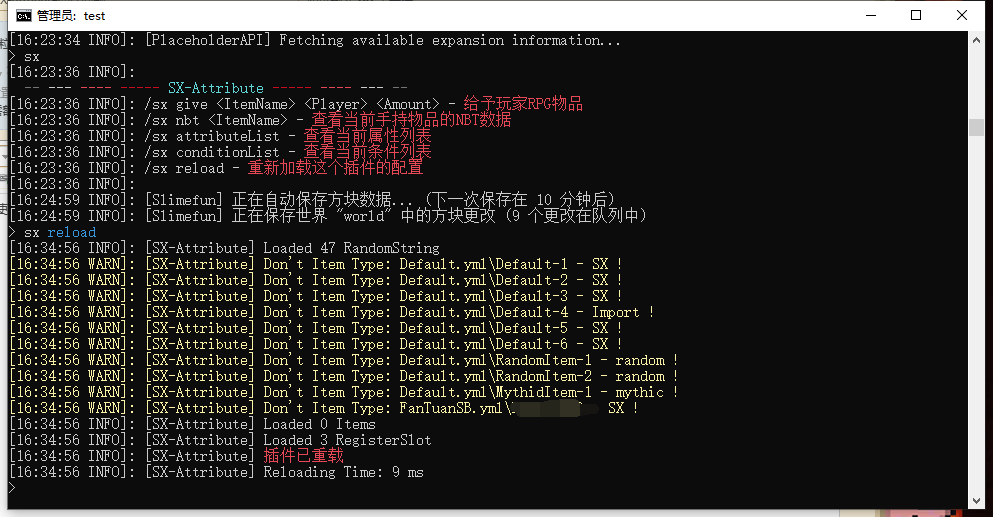 管理员: test
[16:23:34 INFO]: [PlaceholderAPI] Fetching available expansion information...
> sx
[16:23:36 INFO]:
-- --- ---- ----- SX-Attribute ----- ---- --- --
[16:23:36 INFO]: /sx give <ItemName> <Player> <Amount> - 给予玩家RPG物品
[16:23:36 INFO]: /sx nbt <ItemName> - 查看当前手持物品的NBT数据
[16:23:36 INFO]: /sx attributeList - 查看当前属性列表
[16:23:36 INFO]: /sx conditionList - 查看当前条件列表
[16:23:36 INFO]: /sx reload - 重新加载这个插件的配置
[16:23:36 INFO]:
[16:24:59 INFO]: [Slimefun] 正在自动保存方块数据... (下一次保存在 10 分钟后)
[16:24:59 INFO]: [Slimefun] 正在保存世界 "world" 中的方块更改 (9 个更改在队列中)
> sx reload
[16:34:56 INFO]: [SX-Attribute] Loaded 47 RandomString
[16:34:56 WARN]: [SX-Attribute] Don't Item Type: Default.yml\Default-1 - SX !
[16:34:56 WARN]: [SX-Attribute] Don't Item Type: Default.yml\Default-2 - SX !
[16:34:56 WARN]: [SX-Attribute] Don't Item Type: Default.yml\Default-3 - SX !
[16:34:56 WARN]: [SX-Attribute] Don't Item Type: Default.yml\Default-4 - Import !
[16:34:56 WARN]: [SX-Attribute] Don't Item Type: Default.yml\Default-5 - SX !
[16:34:56 WARN]: [SX-Attribute] Don't Item Type: Default.yml\Default-6 - SX !
[16:34:56 WARN]: [SX-Attribute] Don't Item Type: Default.yml\RandomItem-1 - random !
[16:34:56 WARN]: [SX-Attribute] Don't Item Type: Default.yml\RandomItem-2 - random !
[16:34:56 WARN]: [SX-Attribute] Don't Item Type: Default.yml\MythidItem-1 - mythic !
[16:34:56 WARN]: [SX-Attribute] Don't Item Type: FanTuanSB.yml\ SX !
[16:34:56 INFO]: [SX-Attribute] Loaded 0 Items
[16:34:56 INFO]: [SX-Attribute] Loaded 3 RegisterSlot
[16:34:56 INFO]: [SX-Attribute] 插件已重载
[16:34:56 INFO]: [SX-Attribute] Reloading Time: 9 ms
>